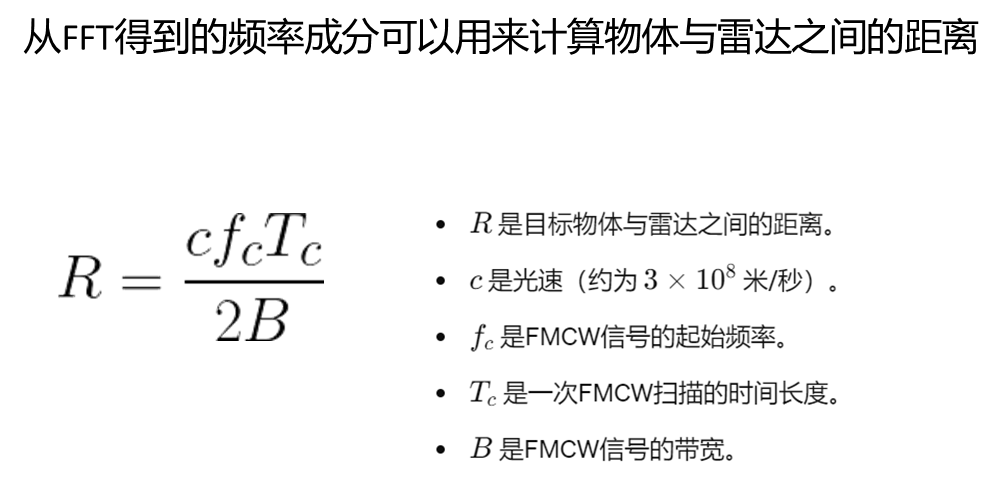 从FFT得到的频率成分可以用来计算物体与雷达之间的距离
R = \frac{cf_cT_c}{2B}
• R 是目标物体与雷达之间的距离。
• c 是光速（约为 3 × 10⁸ 米/秒）。
• f_c 是FMCW信号的起始频率。
• T_c 是一次FMCW扫描的时间长度。
• B 是FMCW信号的带宽。